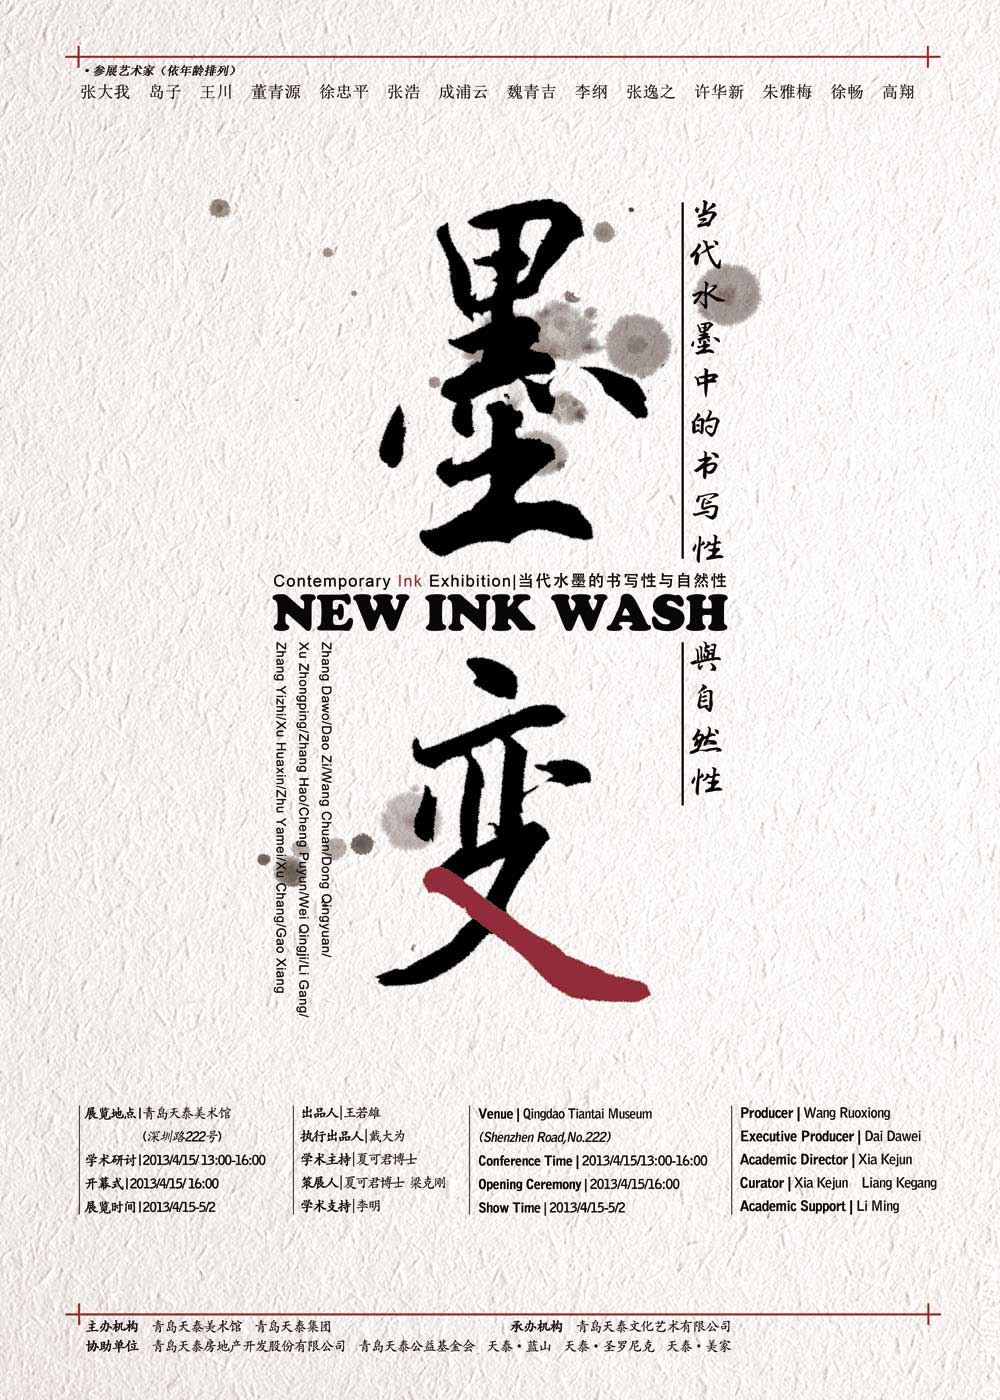 ·参展艺术家（依年龄排列）
张大我 岛子 王川 董青源 徐忠平 张浩 成浦云 魏青吉 李纲 张逸之 许华新 朱雅梅 徐畅 高翔
墨
当代水墨中的书写性
Contemporary Ink Exhibition|当代水墨的书写性与自然性
NEW INK WASH
变
與自然性
Zhang Dawo/Dao Zi/Wang Chuan/Dong Qingyuan/
Xu Zhongping/Zhang Hao/Cheng Puyun/Wei Qingji/Li Gang/
Zhang Yizhi/Xu Huaxin/Zhu Yamei/Xu Chang/Gao Xiang
展览地点|青岛天泰美术馆
(深圳路222号)
学术研讨|2013/4/15/ 13:00-16:00
开幕式|2013/4/15/ 16:00
展览时间|2013/4/15-5/2
出品人|王若雄
执行出品人|戴大为
学术主持|夏可君博士
策展人|夏可君博士 梁克刚
学术支持|李明
Venue | Qingdao Tiantai Museum
(Shenzhen Road,No.222)
Conference Time | 2013/4/15/13:00-16:00
Opening Ceremony | 2013/4/15/16:00
Show Time | 2013/4/15-5/2
Producer | Wang Ruoxiong
Executive Producer | Dai Dawei
Academic Director | Xia Kejun
Curator | Xia Kejun Liang Kegang
Academic Support | Li Ming
主办机构 青岛天泰美术馆 青岛天泰集团
承办机构 青岛天泰文化艺术有限公司
协助单位 青岛天泰房地产开发股份有限公司 青岛天泰公益基金会 天泰·蓝山 天泰·圣罗尼克 天泰·美家